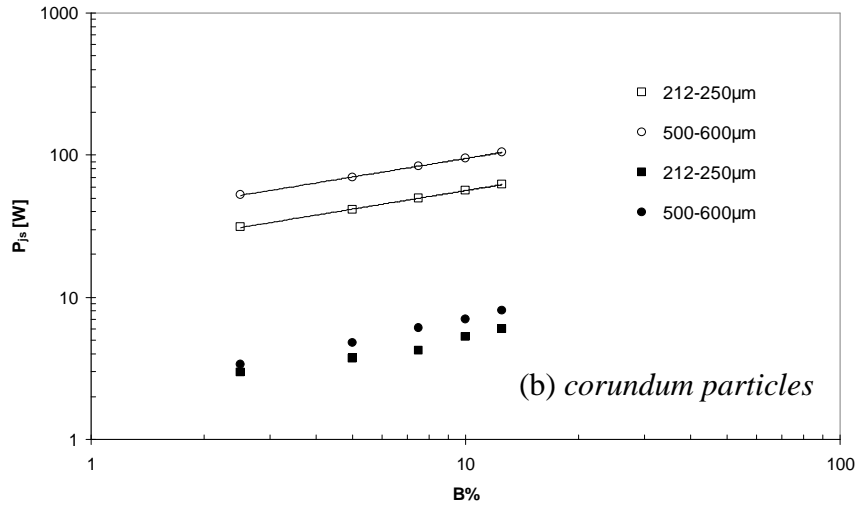 1000
100
10
1
P_js [W]
212-250µm
500-600µm
212-250µm
500-600µm
(b) corundum particles
1 10 100
B%